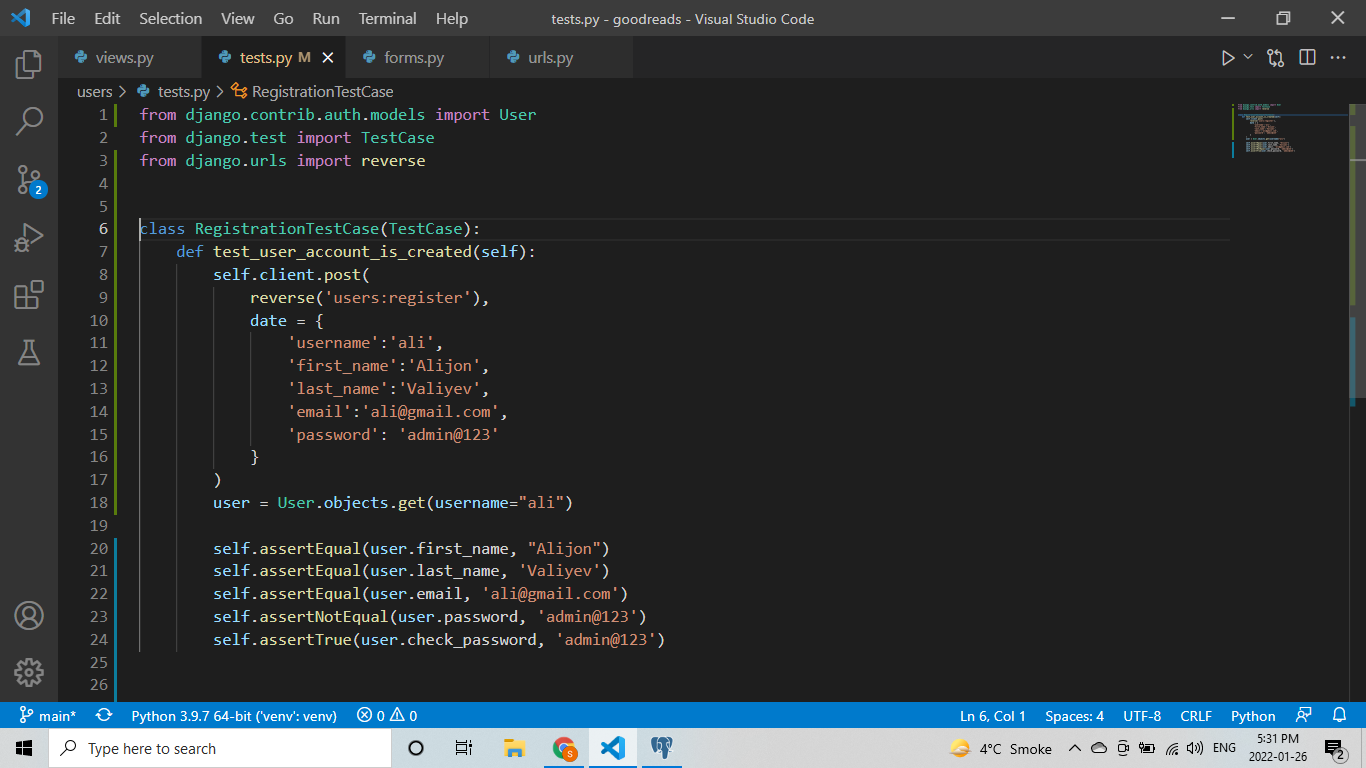 File Edit Selection View Go Run Terminal Help tests.py - goodreads - Visual Studio Code
views.py tests.py M forms.py urls.py
users > tests.py > RegistrationTestCase
1 from django.contrib.auth.models import User
2 from django.test import TestCase
3 from django.urls import reverse
4
5
6 class RegistrationTestCase(TestCase):
7 def test_user_account_is_created(self):
8 self.client.post(
9 reverse('users:register'),
10 date = {
11 'username':'ali',
12 'first_name':'Alijon',
13 'last_name':'Valiyev',
14 'email':'ali@gmail.com',
15 'password': 'admin@123'
16 }
17 )
18 user = User.objects.get(username="ali")
19
20 self.assertEqual(user.first_name, "Alijon")
21 self.assertEqual(user.last_name, 'Valiyev')
22 self.assertEqual(user.email, 'ali@gmail.com')
23 self.assertNotEqual(user.password, 'admin@123')
24 self.assertTrue(user.check_password, 'admin@123')
25
26
2
main* Python 3.9.7 64-bit ('venv': venv) 0 0 Ln 6, Col 1 Spaces: 4 UTF-8 CRLF Python
Type here to search S 4°C Smoke ENG 5:31 PM 2
2022-01-26